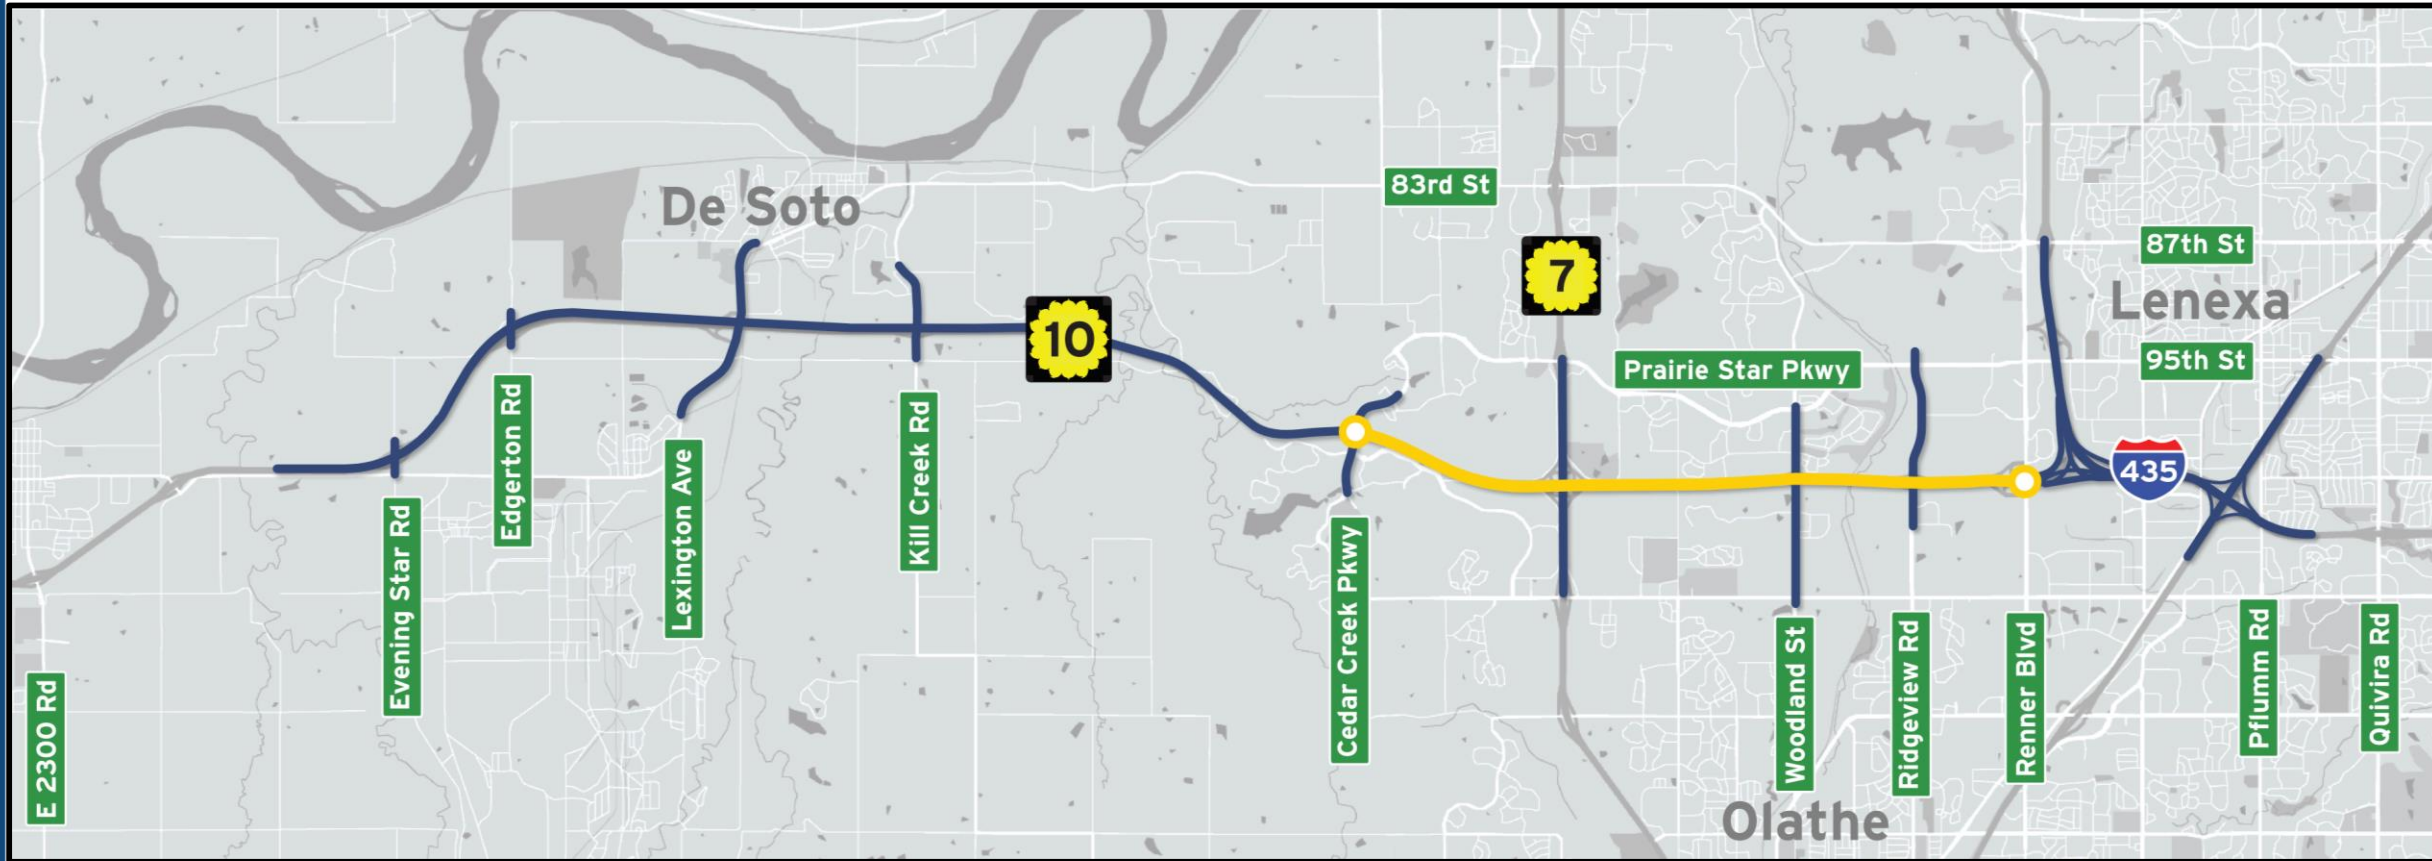 83rd St
De Soto
87th St
7
Lenexa
10
95th St
Prairie Star Pkwy
435
Edgerton Rd
Kill Creek Rd
Lexington Ave
Evening Star Rd
Cedar Creek Pkwy
E 2300 Rd
Woodland St
Ridgeview Rd
Renner Blvd
Pflumm Rd
Quivira Rd
Olathe